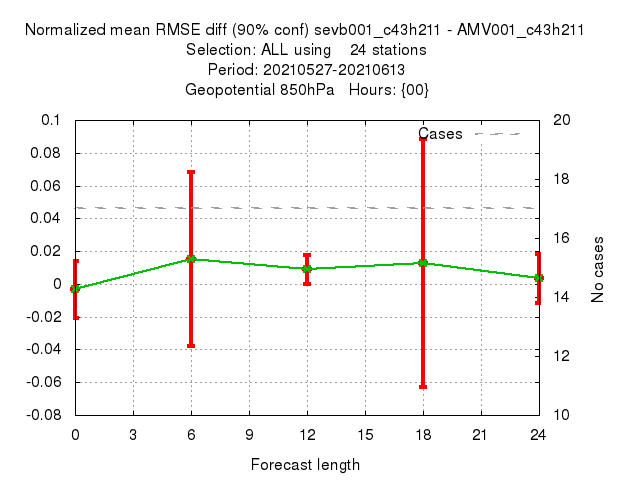 Normalized mean RMSE diff (90% conf) sevb001_c43h211 - AMV001_c43h211
Selection: ALL using 24 stations
Period: 20210527-20210613
Geopotential 850hPa Hours: {00}
Cases
0.1
0.08
0.06
0.04
0.02
0
-0.02
-0.04
-0.06
-0.08
20
18
16
14
12
10
No cases
0 3 6 9 12 15 18 21 24
Forecast length